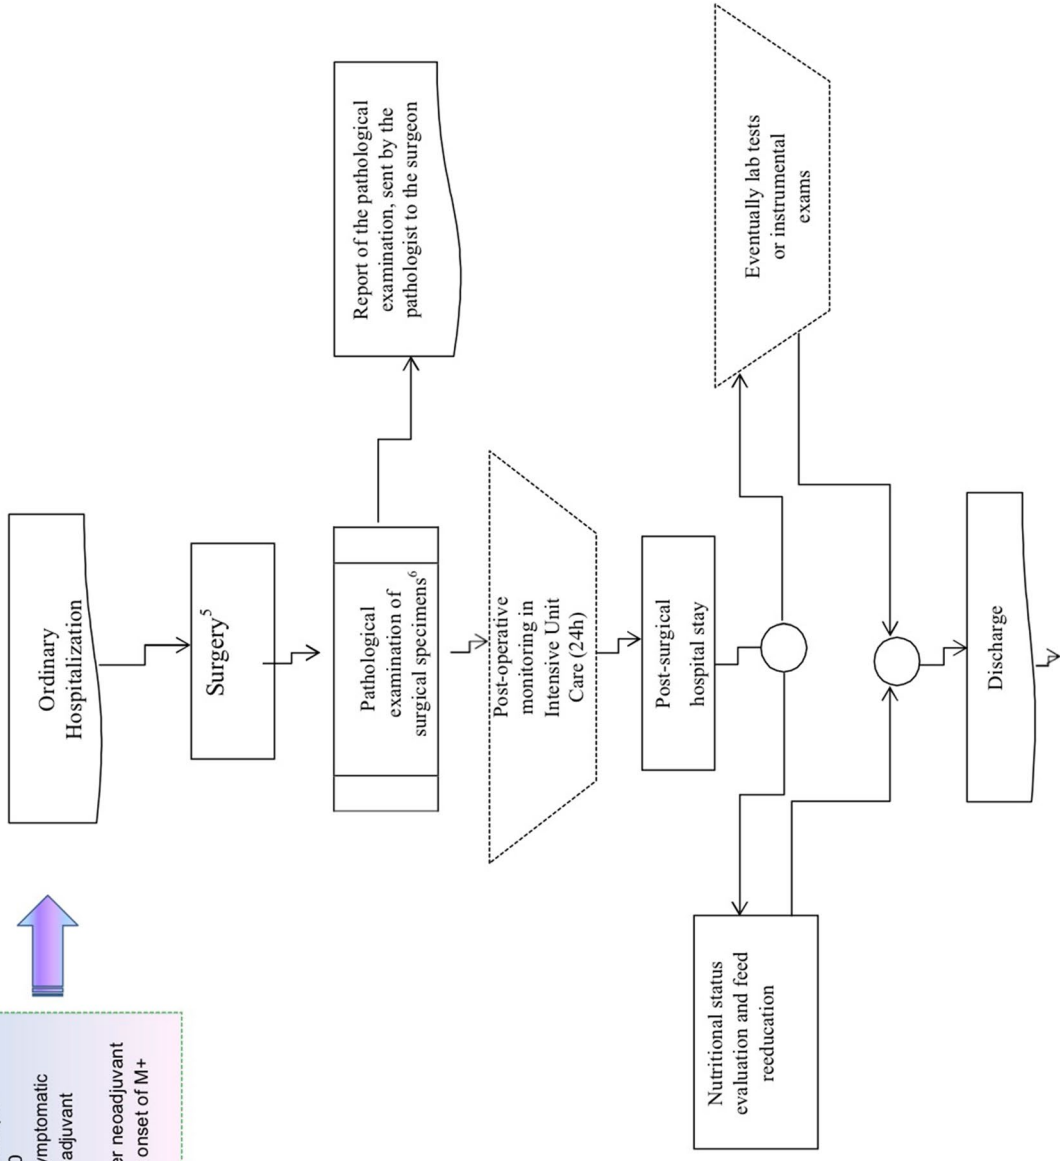 Ordinary
Hospitalization
Surgery5
Pathological
examination of
surgical specimens6
Report of the pathological
examination, sent by the
pathologist to the surgeon
Post-operative
monitoring in
Intensive Unit
Care (24h)
Post-surgical
hospital stay
Eventually lab tests
or instrumental
exams
Nutritional status
evaluation and feed
reeducation
Discharge
adjuvant
neoadjuvant
onset of M+